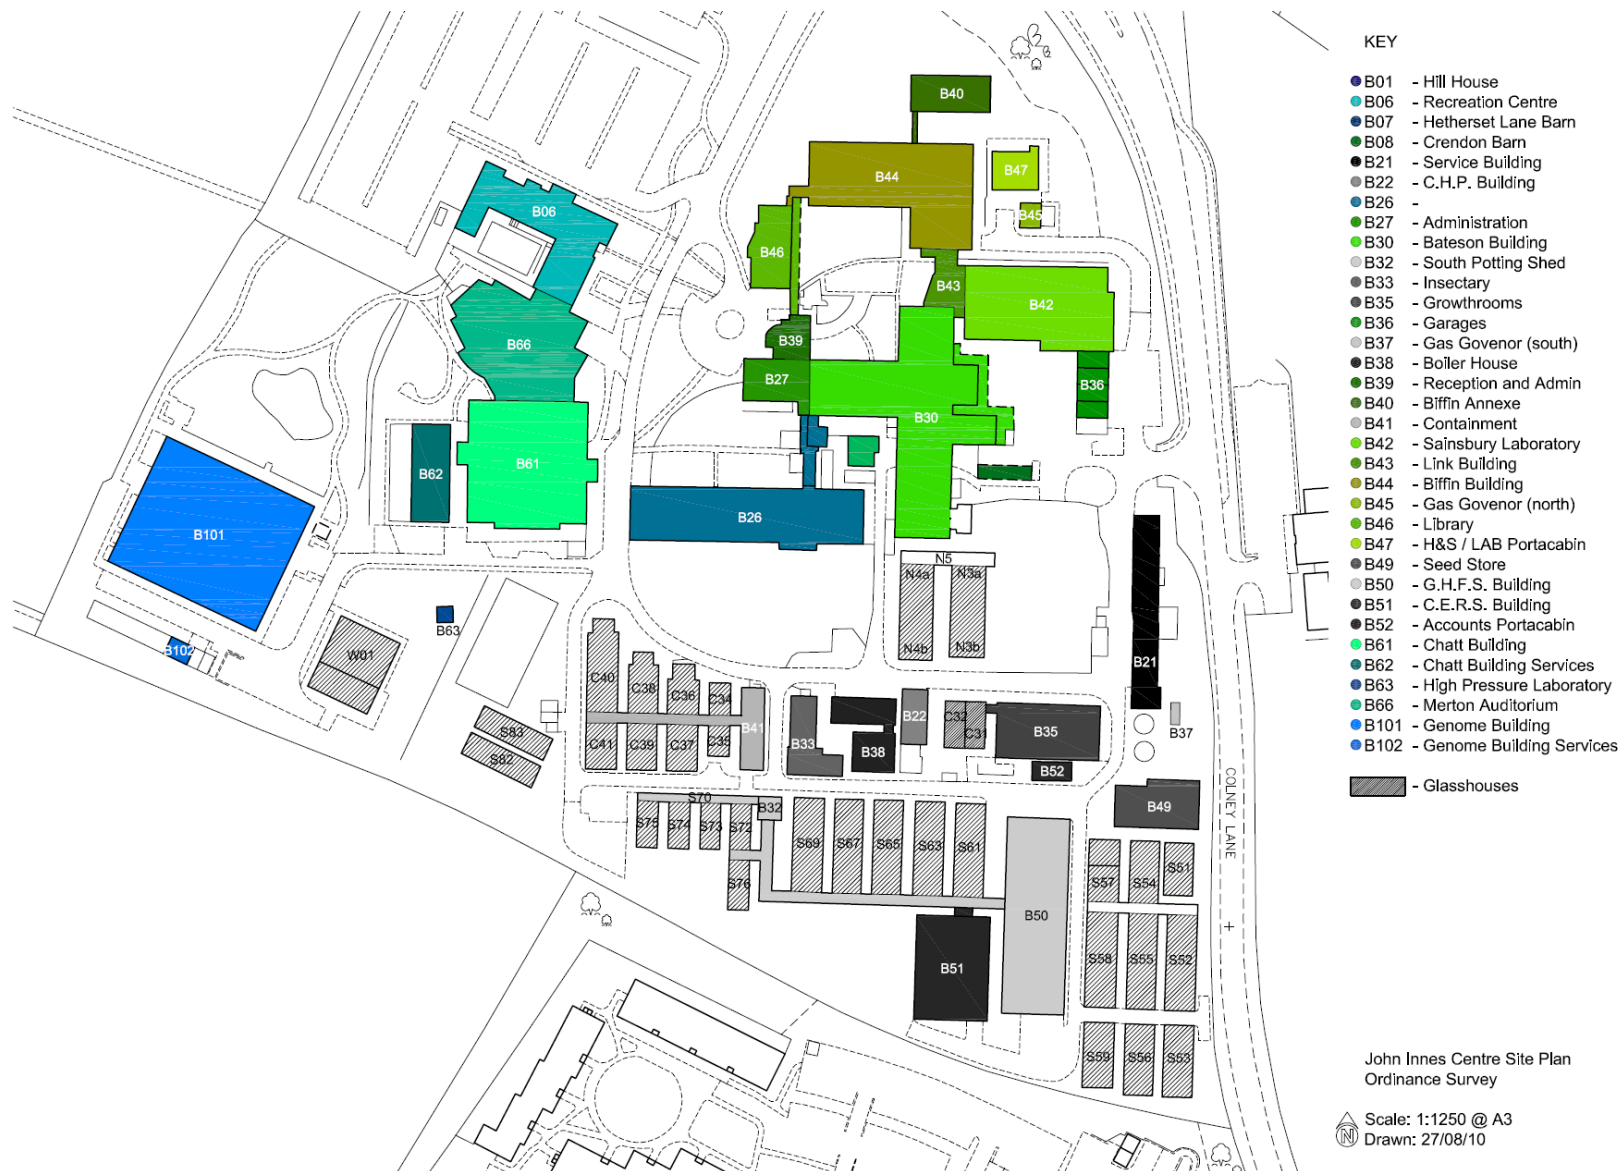 KEY
B01 - Hill House
B06 - Recreation Centre
B07 - Hetherset Lane Barn
B08 - Crendon Barn
B21 - Service Building
B22 - C.H.P. Building
B26 -
B27 - Administration
B30 - Bateson Building
B32 - South Potting Shed
B33 - Insectary
B35 - Growthrooms
B36 - Garages
B37 - Gas Govenor (south)
B38 - Boiler House
B39 - Reception and Admin
B40 - Biffin Annexe
B41 - Containment
B42 - Sainsbury Laboratory
B43 - Link Building
B44 - Biffin Building
B45 - Gas Govenor (north)
B46 - Library
B47 - H&S / LAB Portacabin
B49 - Seed Store
B50 - G.H.F.S. Building
B51 - C.E.R.S. Building
B52 - Accounts Portacabin
B61 - Chatt Building
B62 - Chatt Building Services
B63 - High Pressure Laboratory
B66 - Merton Auditorium
B101 - Genome Building
B102 - Genome Building Services
- Glasshouses
John Innes Centre Site Plan
Ordinance Survey
N
Scale: 1:1250 @ A3
Drawn: 27/08/10
B40
B44
B47
B45
B06
B46
B43
B42
B39
B66
B27
B36
B30
B61
B62
B26
B101
N5
N4a
N3a
N4b
N3b
B63
B102
W01
B21
C40
C38
C36
C34
B41
B22
C32
C31
B35
B37
S83
S82
C41
C39
C37
C35
B33
B38
B52
S70
B32
B49
S75
S74
S73
S72
S69
S67
S65
S63
S61
S76
S57
S54
S51
B50
B51
S58
S55
S52
S59
S56
S53
COLNEY LANE